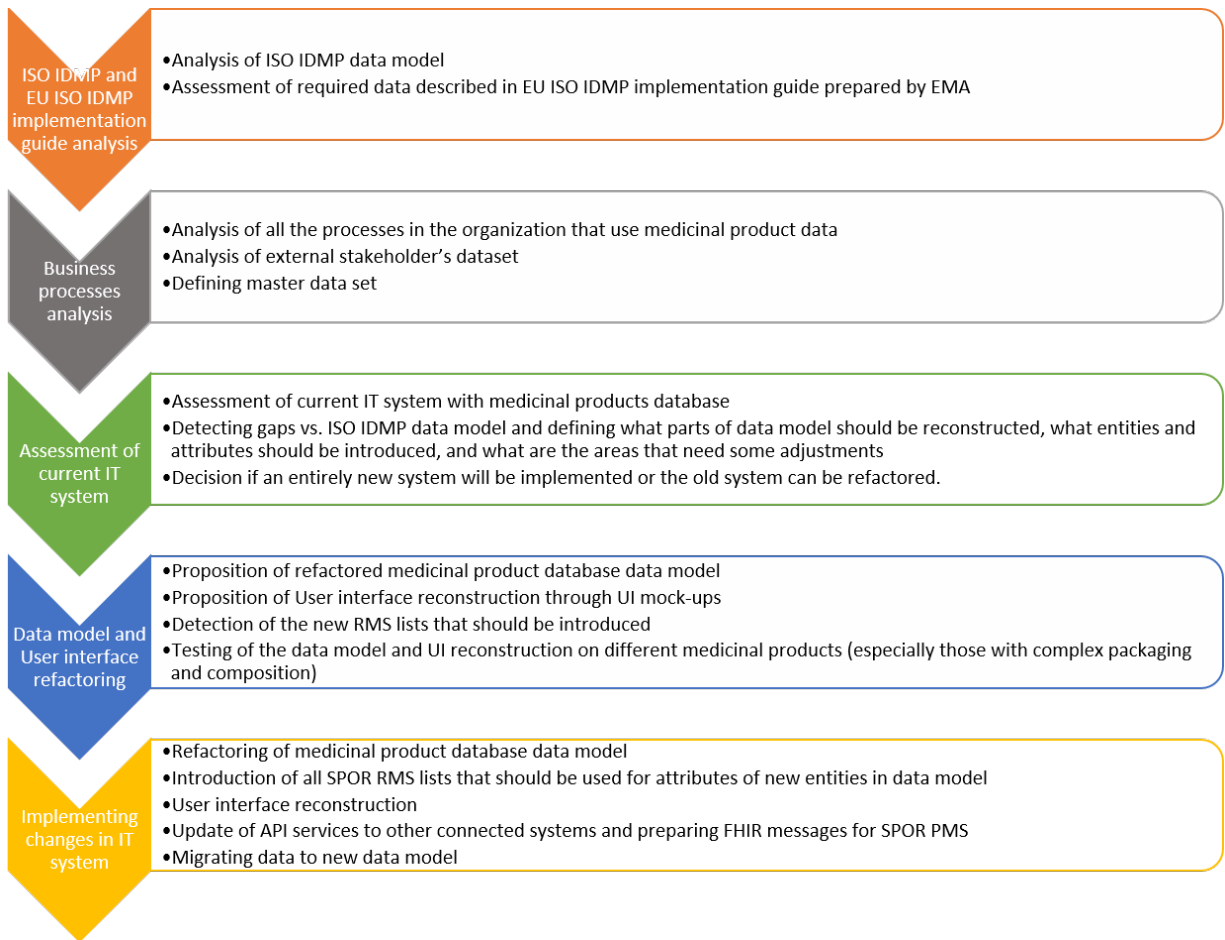 ISO IDMP and
EU ISO IDMP
implementation
guide analysis
•Analysis of ISO IDMP data model
•Assessment of required data described in EU ISO IDMP implementation guide prepared by EMA
Business
processes
analysis
•Analysis of all the processes in the organization that use medicinal product data
•Analysis of external stakeholder’s dataset
•Defining master data set
Assessment of
current IT
system
•Assessment of current IT system with medicinal products database
•Detecting gaps vs. ISO IDMP data model and defining what parts of data model should be reconstructed, what entities and
attributes should be introduced, and what are the areas that need some adjustments
•Decision if an entirely new system will be implemented or the old system can be refactored.
Data model and
User interface
refactoring
•Proposition of refactored medicinal product database data model
•Proposition of User interface reconstruction through UI mock-ups
•Detection of the new RMS lists that should be introduced
•Testing of the data model and UI reconstruction on different medicinal products (especially those with complex packaging
and composition)
Implementing
changes in IT
system
•Refactoring of medicinal product database data model
•Introduction of all SPOR RMS lists that should be used for attributes of new entities in data model
•User interface reconstruction
•Update of API services to other connected systems and preparing FHIR messages for SPOR PMS
•Migrating data to new data model